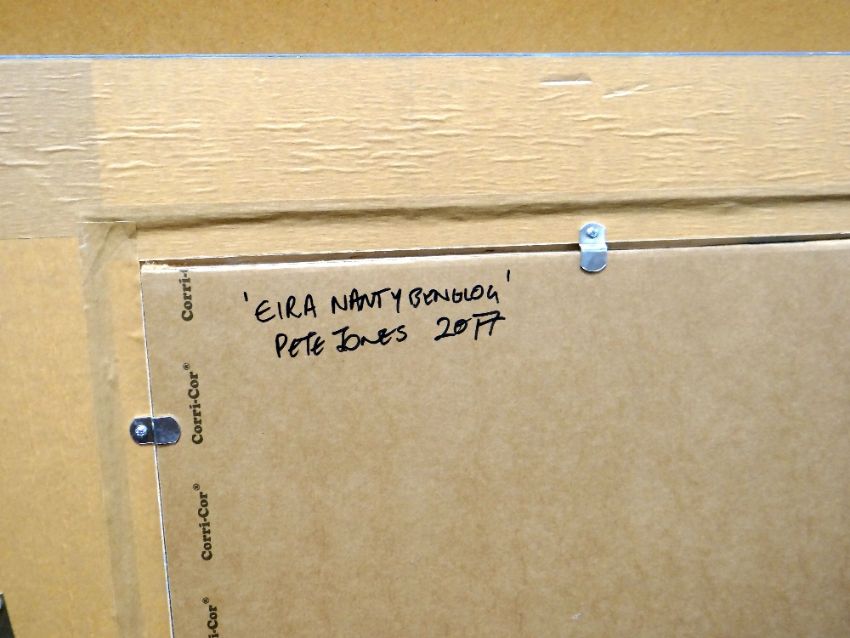 'EIRA NANTYBENGLOG'
PETE JONES 2017
Corri-
Corri-Cor®
Corri-Cor®
i-Cor®